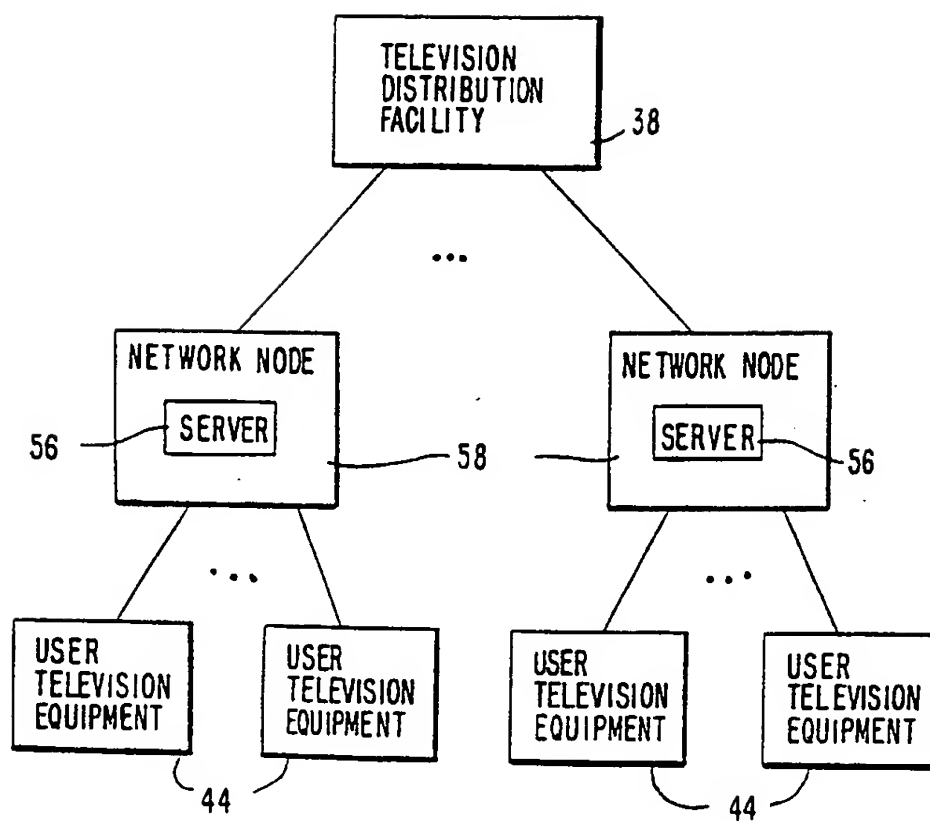 TELEVISION
DISTRIBUTION
FACILITY
38
...
NETWORK NODE
SERVER
56
58
NETWORK NODE
SERVER
56
...
...
USER
TELEVISION
EQUIPMENT
USER
TELEVISION
EQUIPMENT
USER
TELEVISION
EQUIPMENT
USER
TELEVISION
EQUIPMENT
44
44